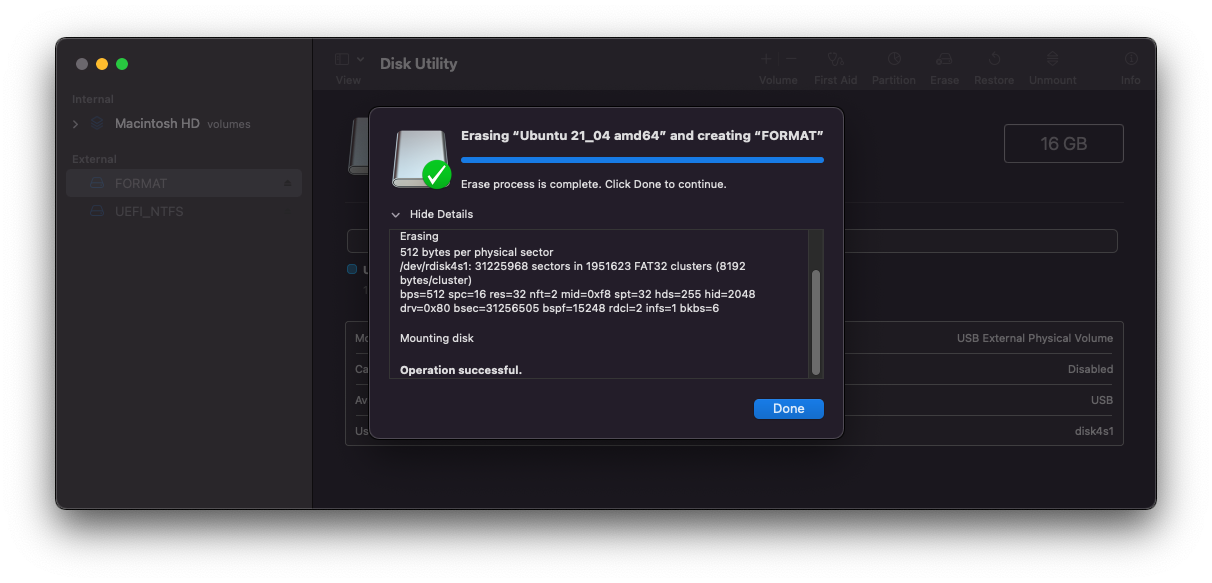 Disk Utility
View
Volume
First Aid
Partition
Erase
Restore
Unmount
Info
Internal
Macintosh HD volumes
External
FORMAT
UEFI_NTFS
16 GB
Erasing “Ubuntu 21_04 amd64” and creating “FORMAT”
Erase process is complete. Click Done to continue.
Hide Details
Erasing
512 bytes per physical sector
/dev/rdisk4s1: 31225968 sectors in 1951623 FAT32 clusters (8192
bytes/cluster)
bps=512 spc=16 res=32 nft=2 mid=0xf8 spt=32 hds=255 hid=2048
drv=0x80 bsec=31256505 bspf=15248 rdcl=2 infs=1 bkbs=6
Mounting disk
Operation successful.
Done
USB External Physical Volume
Disabled
USB
disk4s1